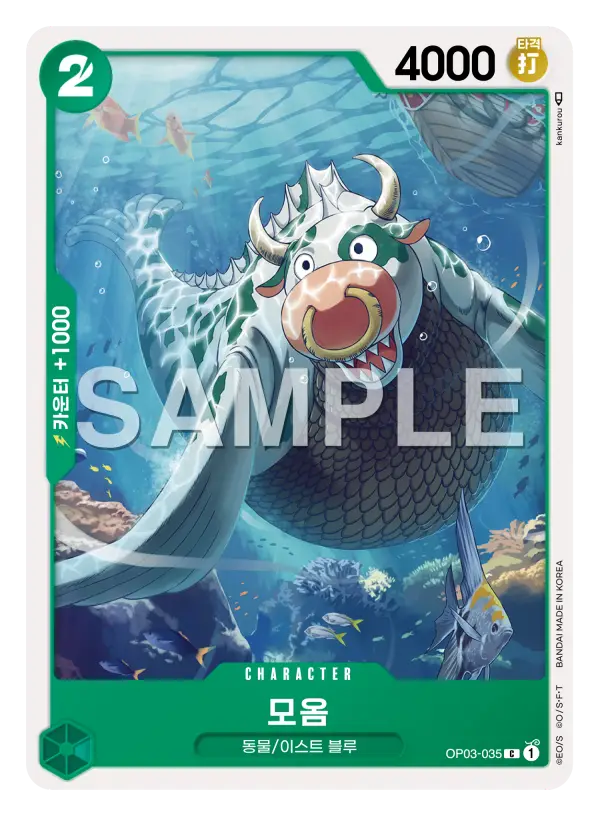 2
4000
타격
打
kankurou
카운터 +1000
SAMPLE
CHARACTER
모옴
동물/이스트 블루
OP03-035 C 1
©EO/S ©O/S·F·T BANDAI MADE IN KOREA